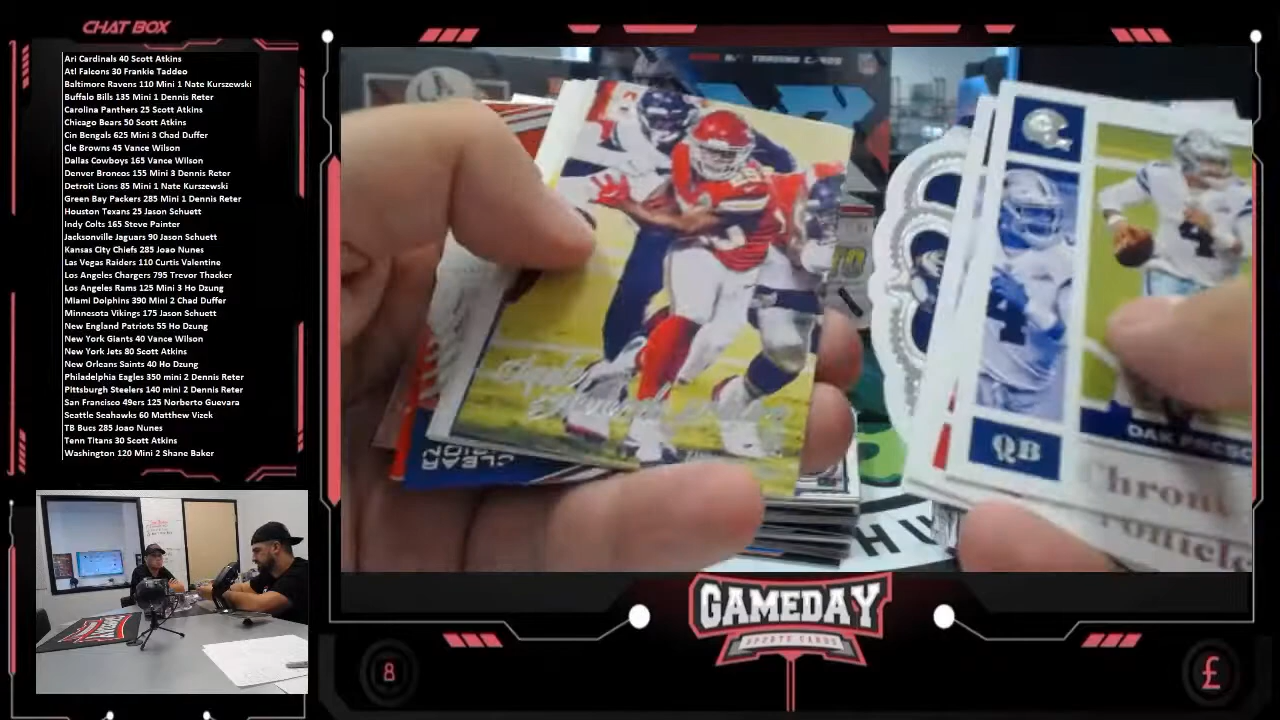 CHAT BOX
Ari Cardinals 40 Scott Atkins
Atl Falcons 30 Frankie Taddeo
Baltimore Ravens 110 Mini 1 Nate Kurszewski
Buffalo Bills 135 Mini 1 Dennis Reter
Carolina Panthers 25 Scott Atkins
Chicago Bears 50 Scott Atkins
Cin Bengals 625 Mini 3 Chad Duffer
Cle Browns 45 Vance Wilson
Dallas Cowboys 165 Vance Wilson
Denver Broncos 155 Mini 3 Dennis Reter
Detroit Lions 85 Mini 1 Nate Kurszewski
Green Bay Packers 285 Mini 1 Dennis Reter
Houston Texans 25 Jason Schuett
Indy Colts 165 Steve Painter
Jacksonville Jaguars 90 Jason Schuett
Kansas City Chiefs 285 Joao Nunes
Las Vegas Raiders 110 Curtis Valentine
Los Angeles Chargers 795 Trevor Thacker
Los Angeles Rams 125 Mini 3 Ho Dzung
Miami Dolphins 390 Mini 2 Chad Duffer
Minnesota Vikings 175 Jason Schuett
New England Patriots 55 Ho Dzung
New York Giants 40 Vance Wilson
New York Jets 80 Scott Atkins
New Orleans Saints 40 Ho Dzung
Philadelphia Eagles 350 mini 2 Dennis Reter
Pittsburgh Steelers 140 mini 2 Dennis Reter
San Francisco 49ers 125 Norberto Guevara
Seattle Seahawks 60 Matthew Vizek
TB Bucs 285 Joao Nunes
Tenn Titans 30 Scott Atkins
Washington 120 Mini 2 Shane Baker
TRADING CARDS
CLEAR
4
4
QB
DAK PRESCO
Chron
ronicle
H U
GAMEDAY
SPORTS CARDS
8
£